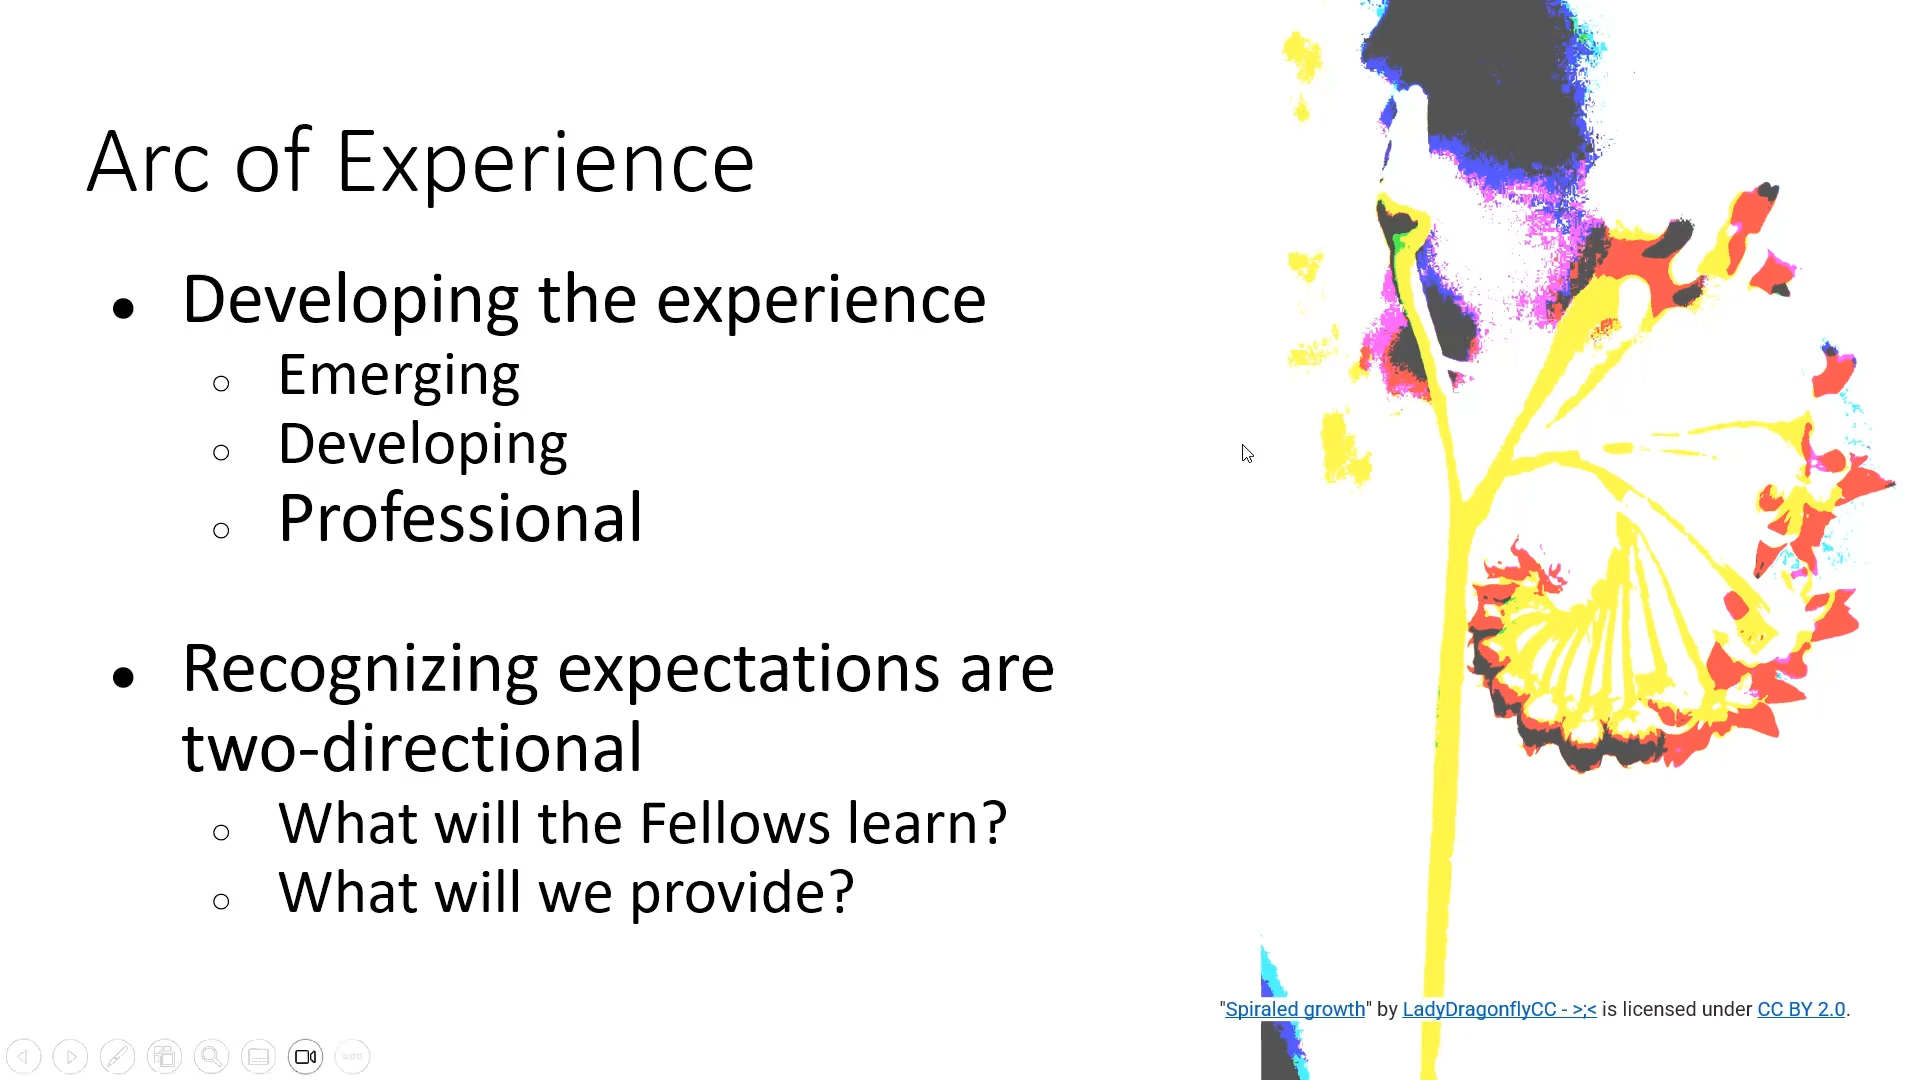 Arc of Experience
● Developing the experience
○ Emerging
○ Developing
○ Professional
● Recognizing expectations are
two-directional
○ What will the Fellows learn?
○ What will we provide?
"Spiraled growth" by LadyDragonflyCC - >;< is licensed under CC BY 2.0.